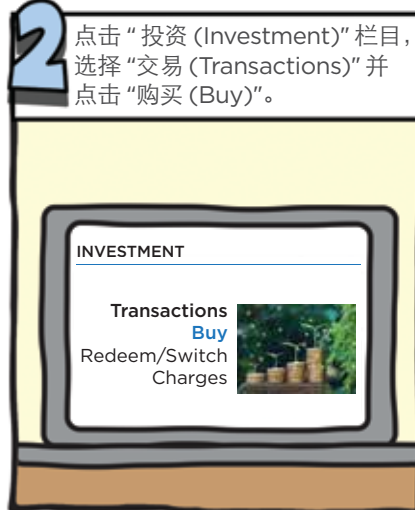 2
点击 “投资 (Investment)” 栏目,
选择 “交易 (Transactions)” 并
点击 “购买 (Buy)”。
INVESTMENT
Transactions
Buy
Redeem/Switch
Charges